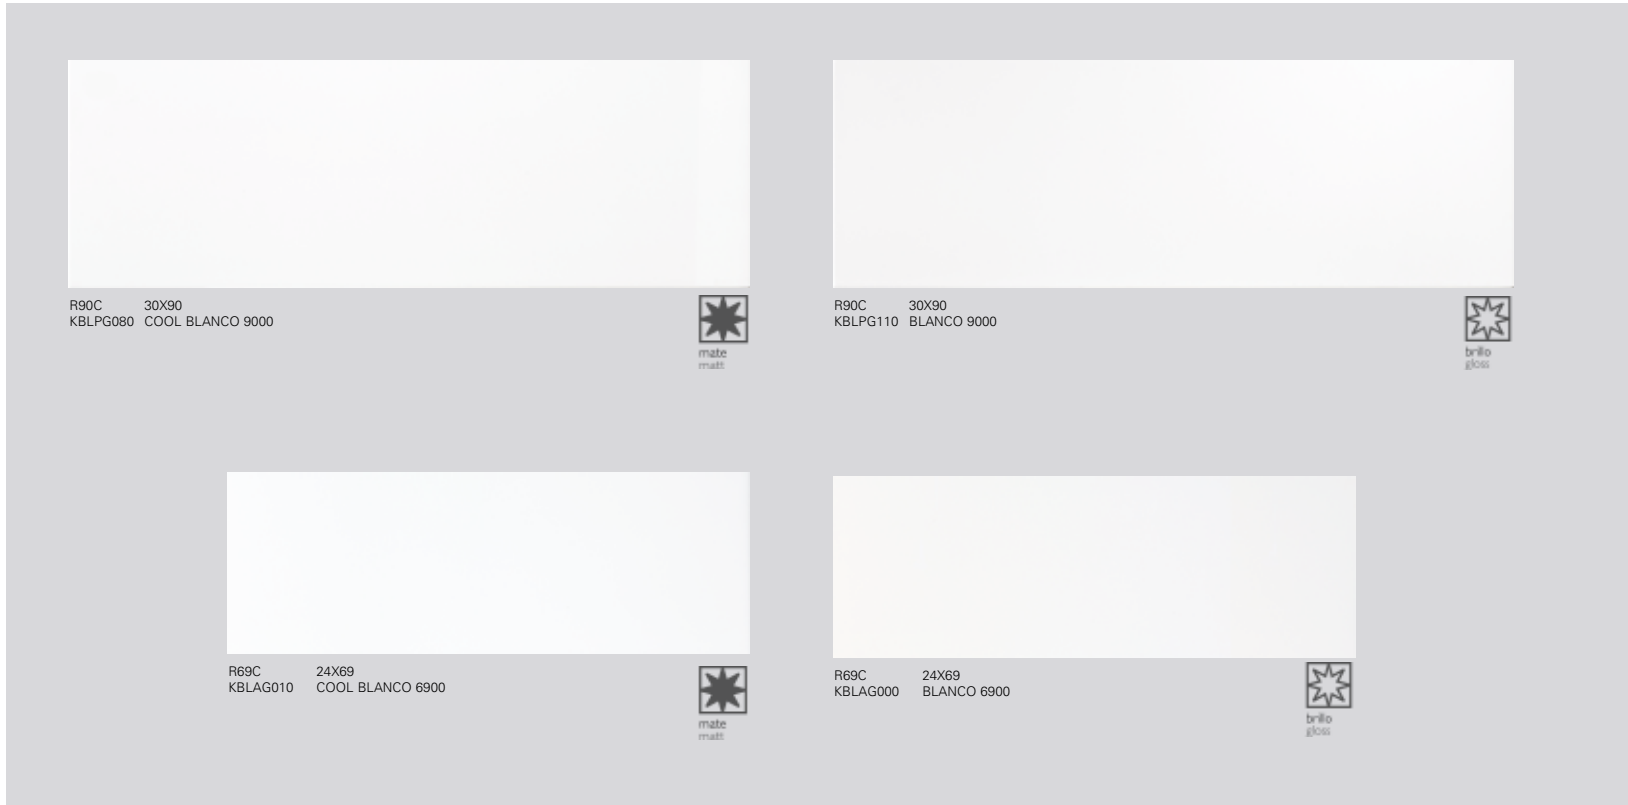 R90C 30X90
KBLPG080 COOL BLANCO 9000
mate
matt
R90C 30X90
KBLPG110 BLANCO 9000
brillo
gloss
R69C 24X69
KBLAG010 COOL BLANCO 6900
mate
matt
R69C 24X69
KBLAG000 BLANCO 6900
brillo
gloss